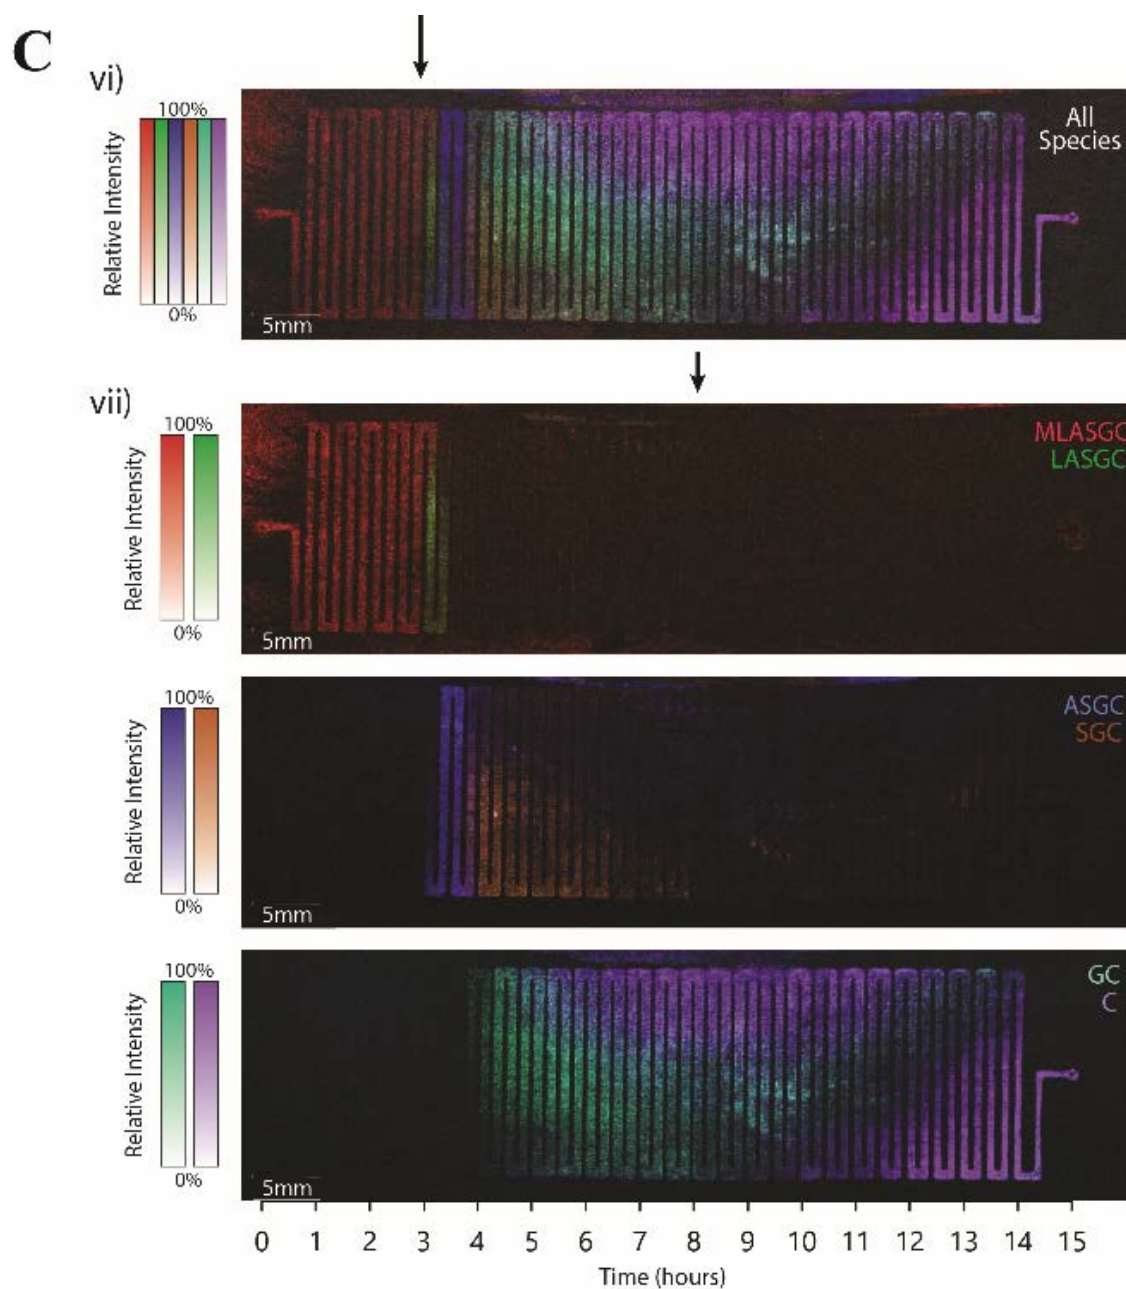 C
vi)
100%
Relative Intensity
0%
All
Species
5mm
vii)
100%
Relative Intensity
0%
MLASGC
LASGC
5mm
100%
Relative Intensity
0%
ASGC
SGC
5mm
100%
Relative Intensity
0%
GC
C
5mm
0 1 2 3 4 5 6 7 8 9 10 11 12 13 14 15
Time (hours)